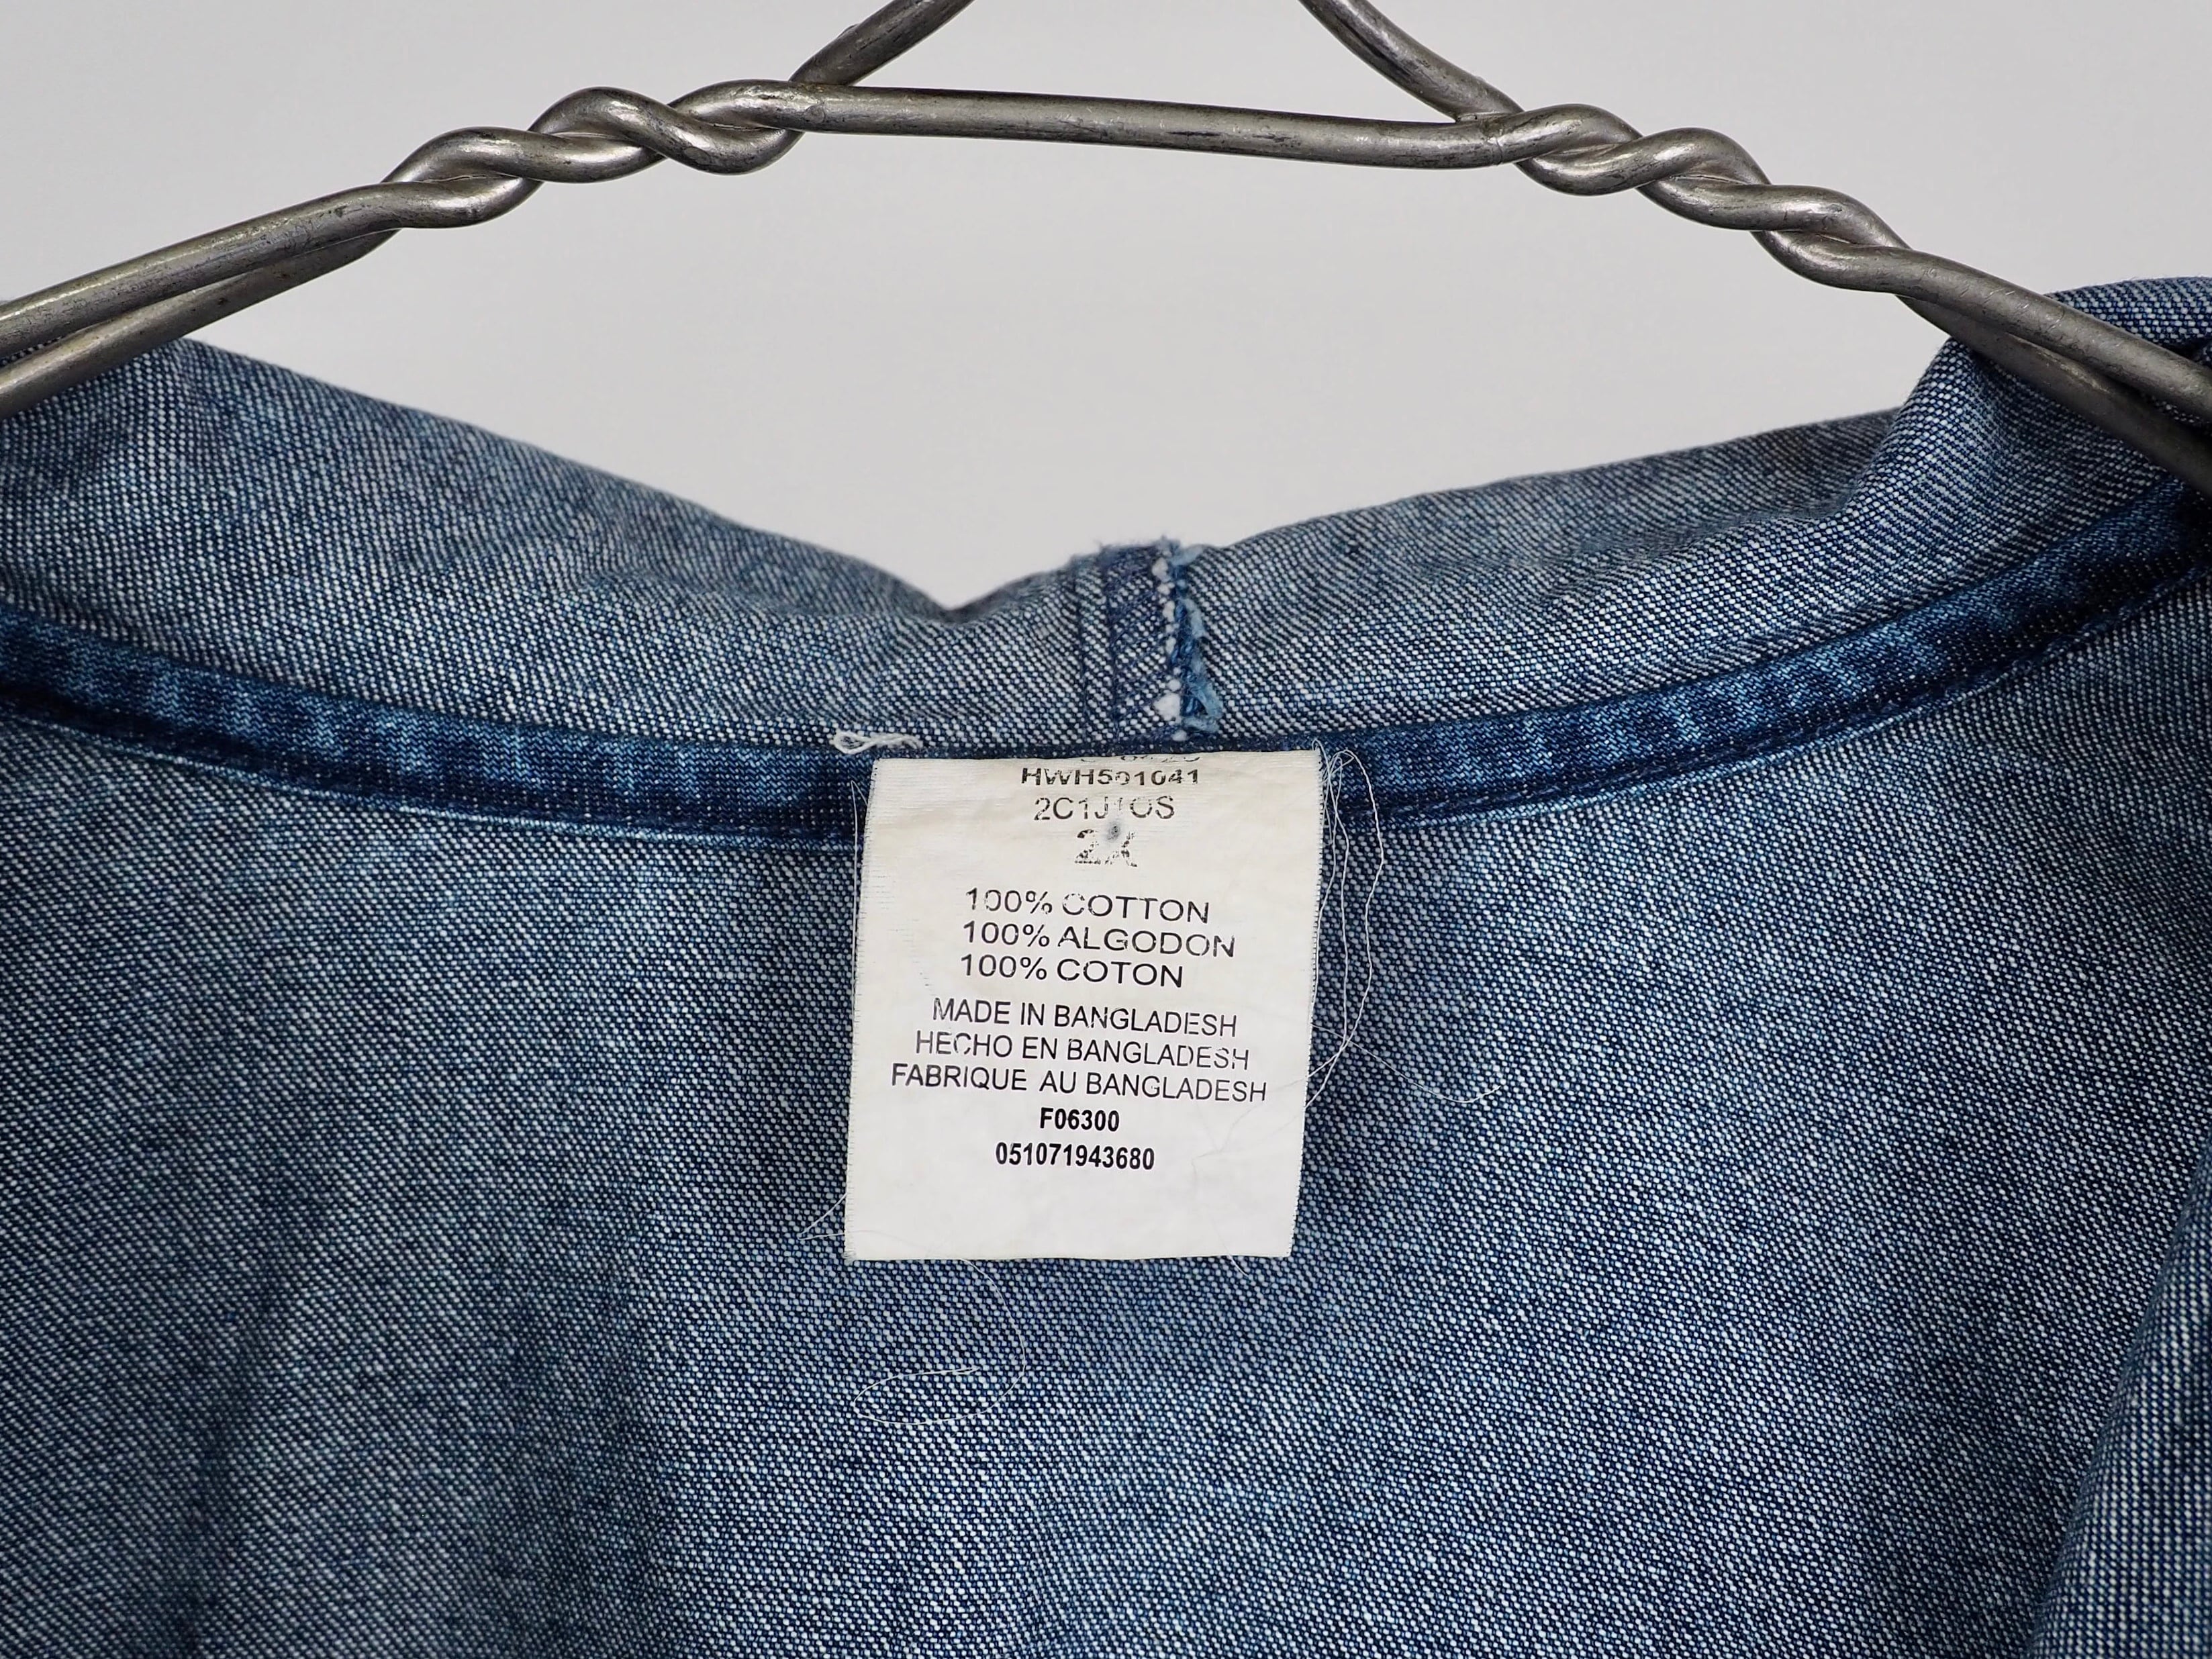 HWH501041
2X
100% COTTON
100% ALGODON
100% COTON
MADE IN BANGLADESH
HECHO EN BANGLADESH
FABRIQUE AU BANGLADESH
F06300
051071943680